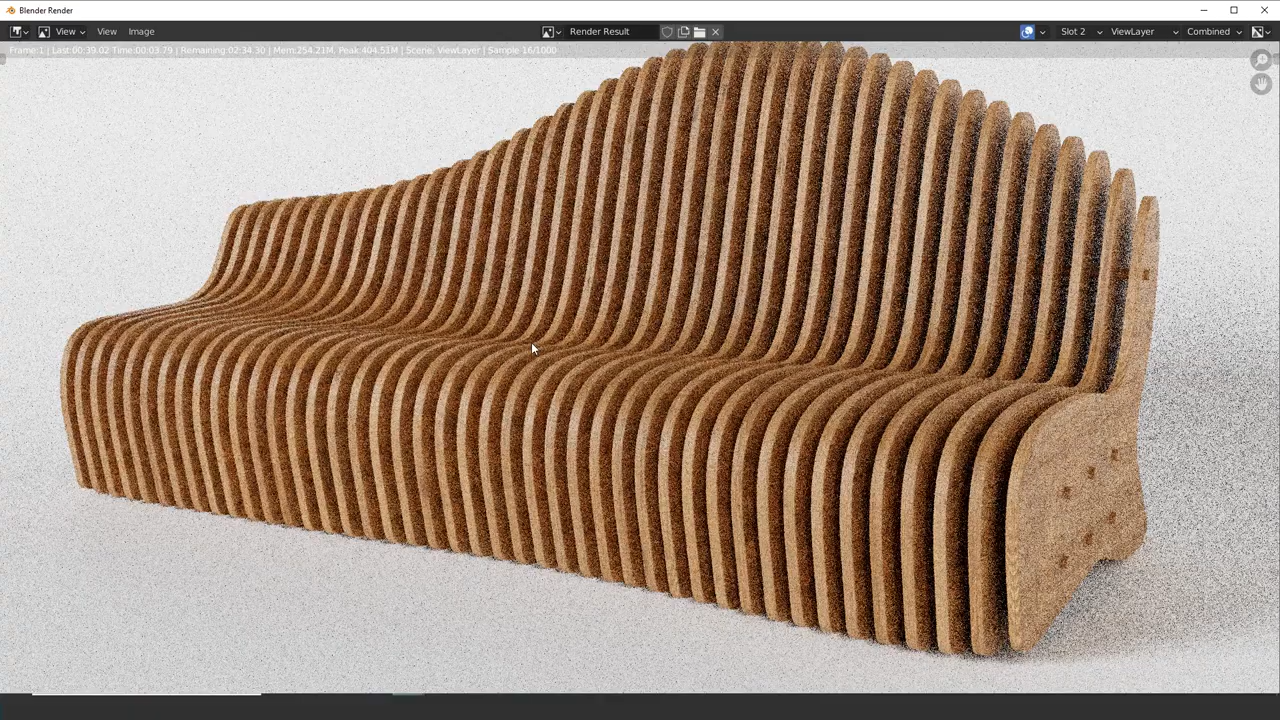 Blender Render
View View Image Render Result Slot 2 ViewLayer Combined
Frame:1 | Last:00:39.02 Time:00:03.79 | Remaining:02:34.30 | Mem:254.21M, Peak:404.51M | Scene, ViewLayer | Sample 16/1000